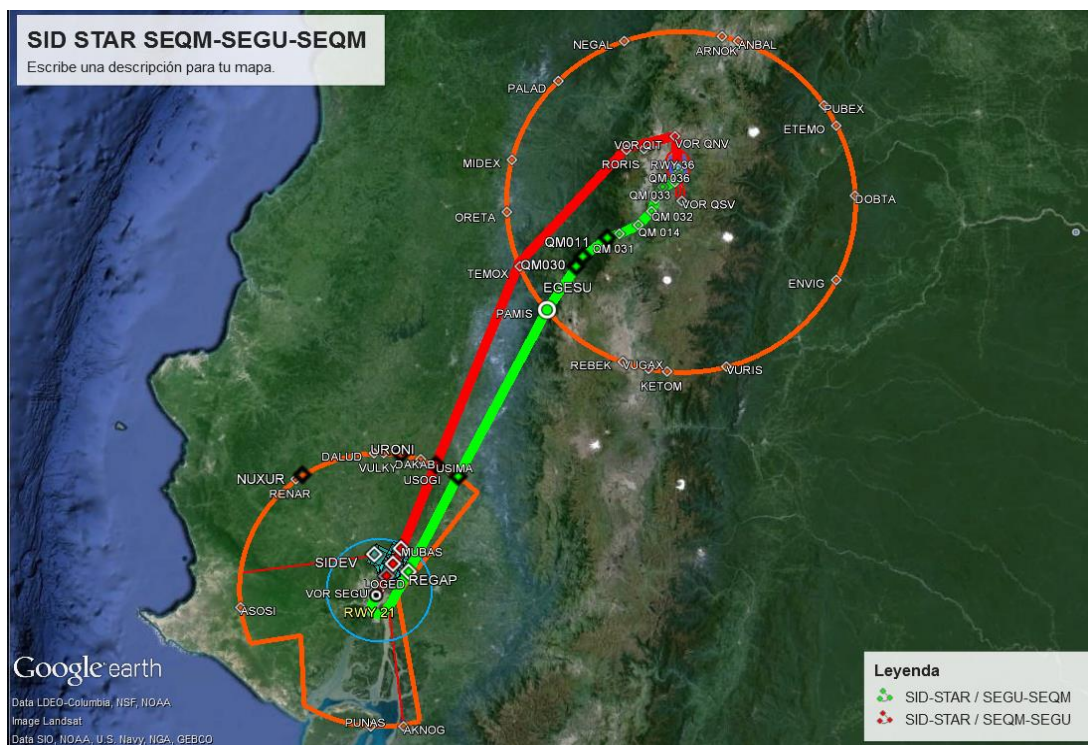 SID STAR SEQM-SEGU-SEQM
Escribe una descripción para tu mapa.
NEGAL
ARNOK
ANBAL
PALAD
PUBEX
ETEMO
VOR QIT
VOR QNV
MIDEX
RORIS
RWY 36
QM 036
QM 033
DOBTA
VOR QSV
ORETA
QM 032
QM 014
QM011
QM 031
TEMOX
QM030
EGESU
ENVIG
PAMIS
REBEK
VUGAX
VURIS
KETOM
URONI
DALUD
VULKY
DAKAB
USIMA
NUXUR
USOGI
RENAR
MUBAS
SIDEV
LOGED
REGAP
VOR SEGU
ASOSI
RWY 21
PUNAS
AKNOG
Google earth
Data LDEO-Columbia, NSF, NOAA
Image Landsat
Data SIO, NOAA, U.S. Navy, NGA, GEBCO
Leyenda
SID-STAR / SEGU-SEQM
SID-STAR / SEQM-SEGU